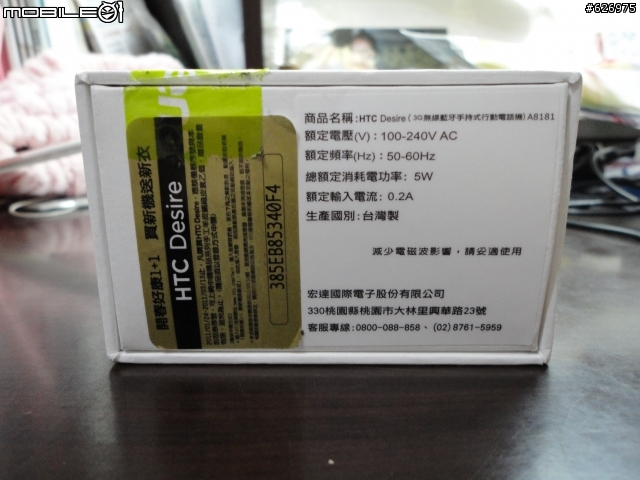 MOBILE01
#626975
商品名稱:HTC Desire(3G無線藍牙手持式行動電話機)A8181
額定電壓(V):100-240V AC
額定頻率(Hz):50-60Hz
總額定消耗電功率:5W
額定輸入電流:0.2A
生產國別:台灣製
減少電磁波影響,請妥適使用
宏達國際電子股份有限公司
330桃園縣桃園市大林里興華路23號
客服專線:0800-088-858、(02)8761-5959
開春好康1+1 買新機送新衣
HTC Desire
385EB85340F4